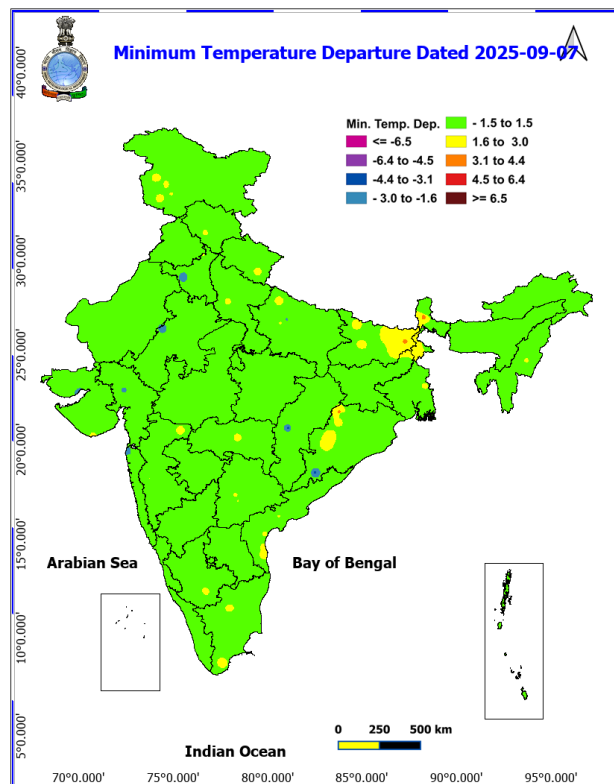 Minimum Temperature Departure Dated 2025-09-07
40°0.000'
Min. Temp. Dep.
- 1.5 to 1.5
<= -6.5
1.6 to 3.0
-6.4 to -4.5
3.1 to 4.4
-4.4 to -3.1
4.5 to 6.4
- 3.0 to -1.6
>= 6.5
35°0.000'
30°0.000'
25°0.000'
20°0.000'
15°0.000'
Arabian Sea
Bay of Bengal
10°0.000'
5°0.000'
0 250 500 km
Indian Ocean
70°0.000' 75°0.000' 80°0.000' 85°0.000' 90°0.000' 95°0.000'